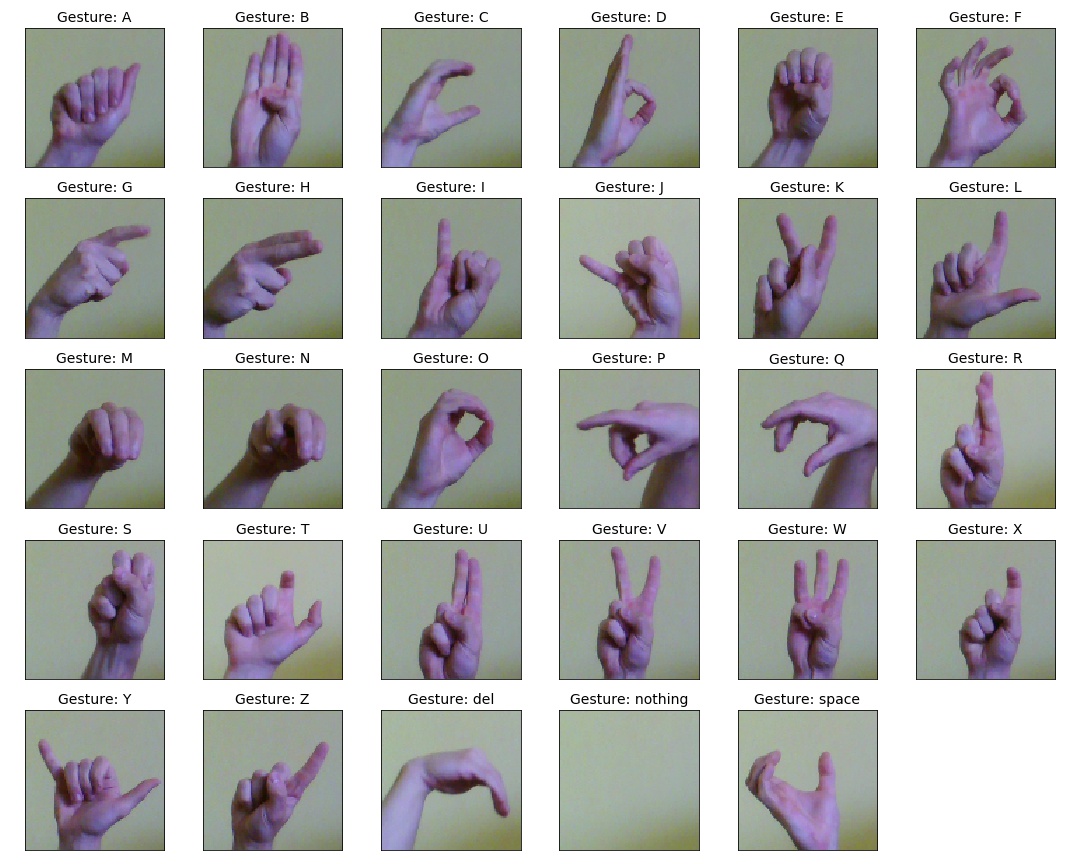 Gesture: A Gesture: B Gesture: C Gesture: D Gesture: E Gesture: F
Gesture: G Gesture: H Gesture: I Gesture: J Gesture: K Gesture: L
Gesture: M Gesture: N Gesture: O Gesture: P Gesture: Q Gesture: R
Gesture: S Gesture: T Gesture: U Gesture: V Gesture: W Gesture: X
Gesture: Y Gesture: Z Gesture: del Gesture: nothing Gesture: space